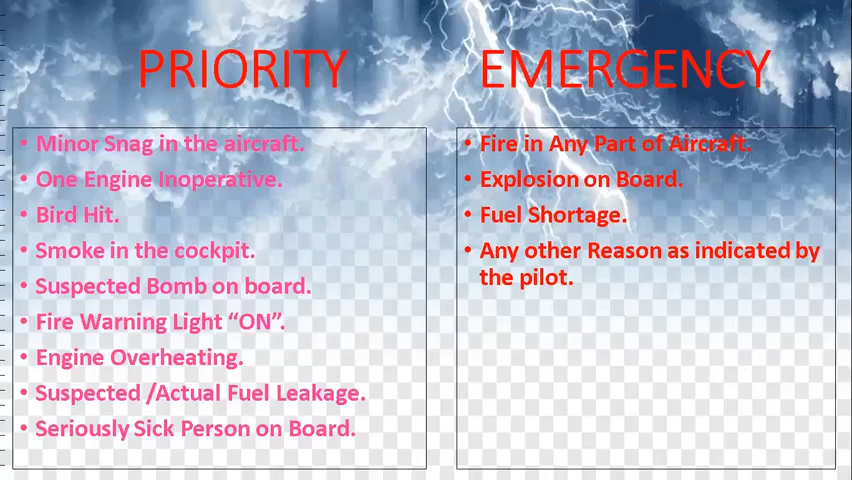 PRIORITY
• Minor Snag in the aircraft.
• One Engine Inoperative.
• Bird Hit.
• Smoke in the cockpit.
• Suspected Bomb on board.
• Fire Warning Light “ON”.
• Engine Overheating.
• Suspected /Actual Fuel Leakage.
• Seriously Sick Person on Board.
EMERGENCY
• Fire in Any Part of Aircraft.
• Explosion on Board.
• Fuel Shortage.
• Any other Reason as indicated by
the pilot.